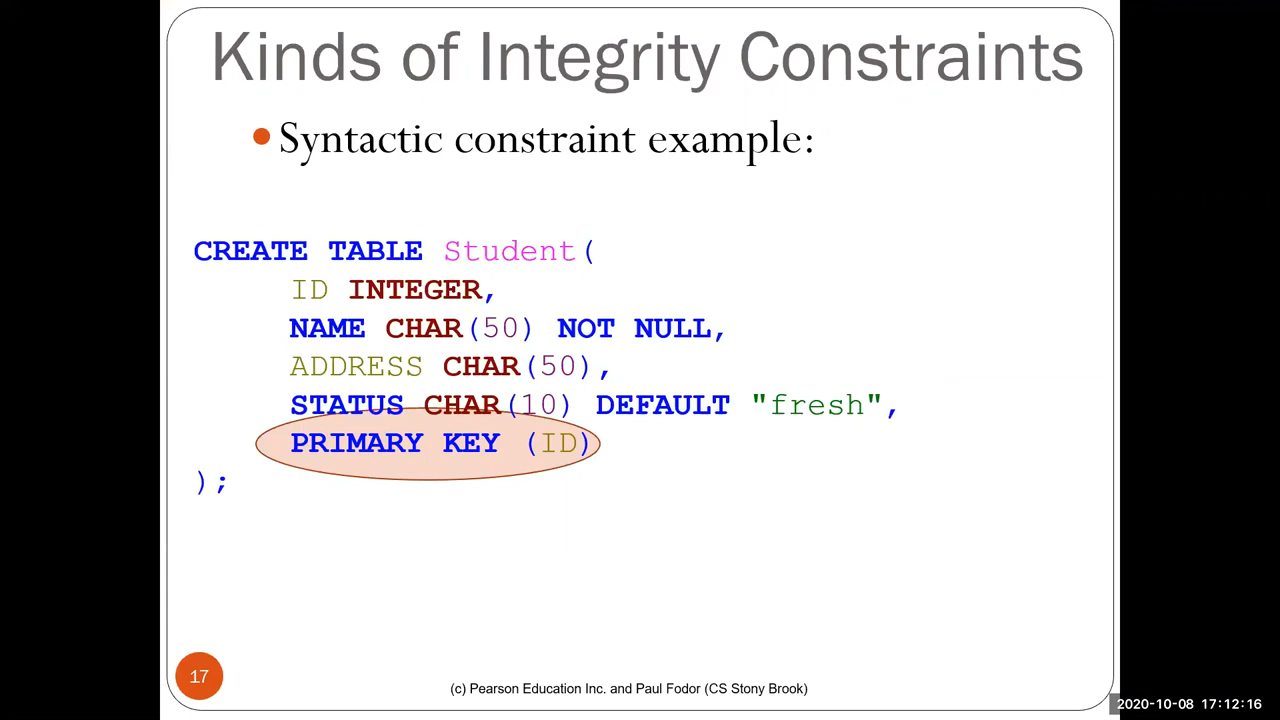 Kinds of Integrity Constraints
Syntactic constraint example:
CREATE TABLE Student(
ID INTEGER,
NAME CHAR(50) NOT NULL,
ADDRESS CHAR(50),
STATUS CHAR(10) DEFAULT "fresh",
PRIMARY KEY (ID)
);
17
(c) Pearson Education Inc. and Paul Fodor (CS Stony Brook)
2020-10-08 17:12:16